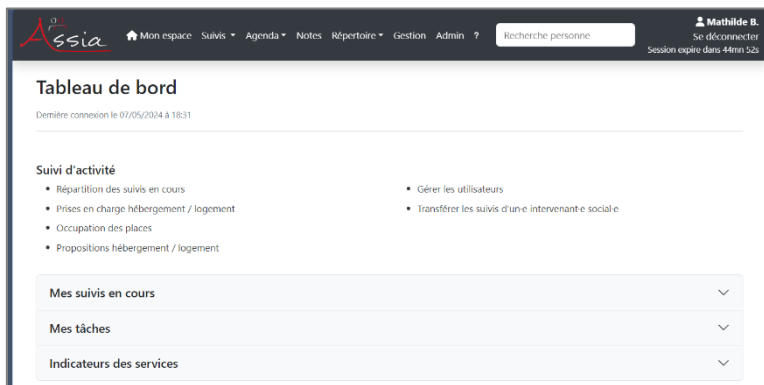 Assia
Mon espace Suivis Agenda Notes Répertoire Gestion Admin ? Recherche personne
Mathilde B.
Se déconnecter
Session expire dans 44mn 52s
Tableau de bord
Dernière connexion le 07/05/2024 à 18:31
Suivi d'activité
Répartition des suivis en cours
Prises en charge hébergement / logement
Occupation des places
Propositions hébergement / logement
Gérer les utilisateurs
Transférer les suivis d'un·e intervenant·e social·e
Mes suivis en cours
Mes tâches
Indicateurs des services